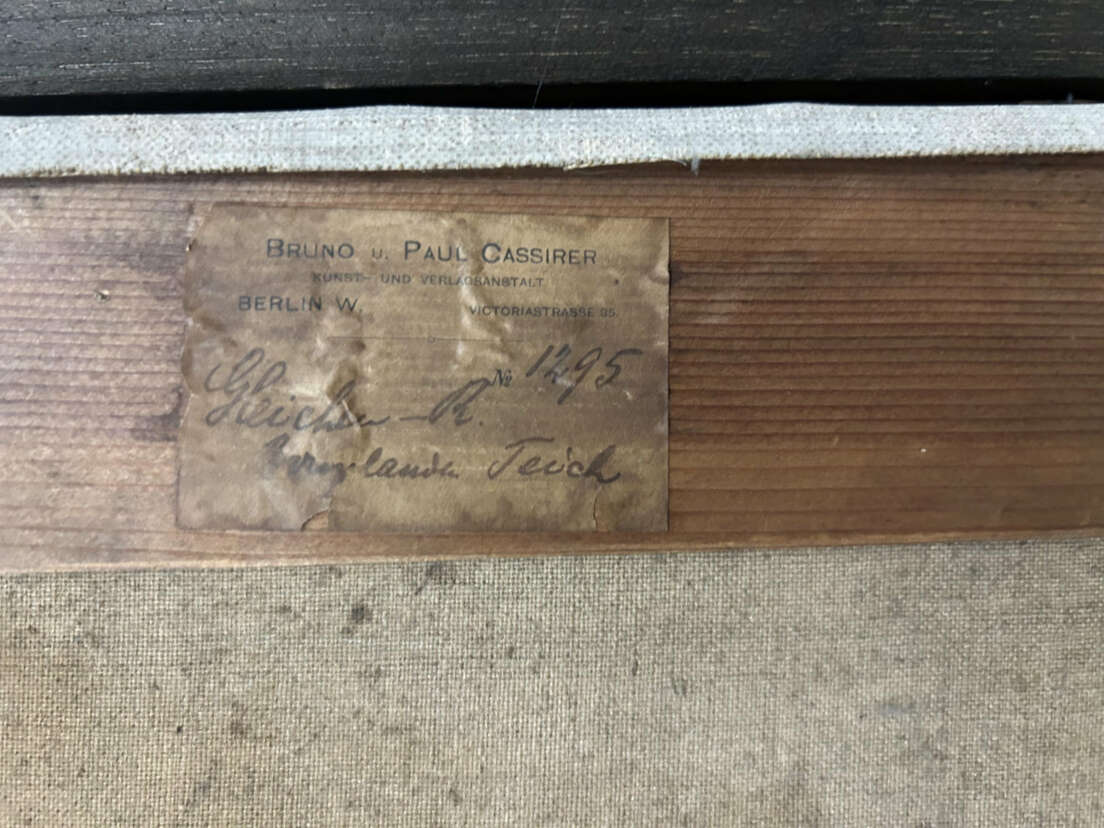 BRUNO U. PAUL CASSIRER
KUNST- UND VERLAGSANSTALT
BERLIN W. VICTORIASTRASSE 35.
№ 1295
Gleichen-R.
Teich